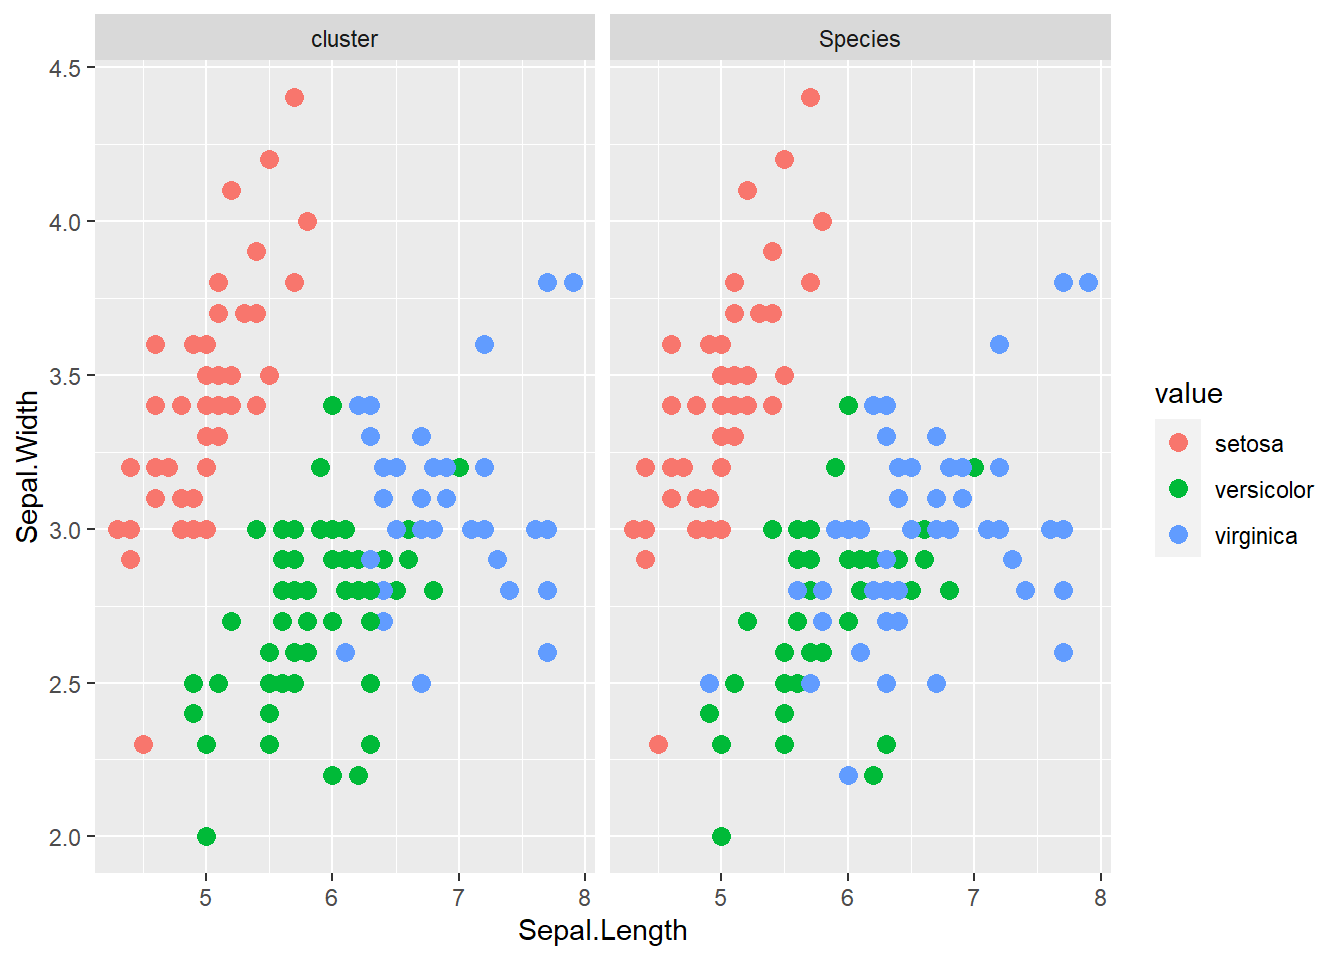 cluster
Species
4.5
4.0
3.5
3.0
2.5
2.0
Sepal.Width
5
6
7
8
5
6
7
8
Sepal.Length
value
setosa
versicolor
virginica